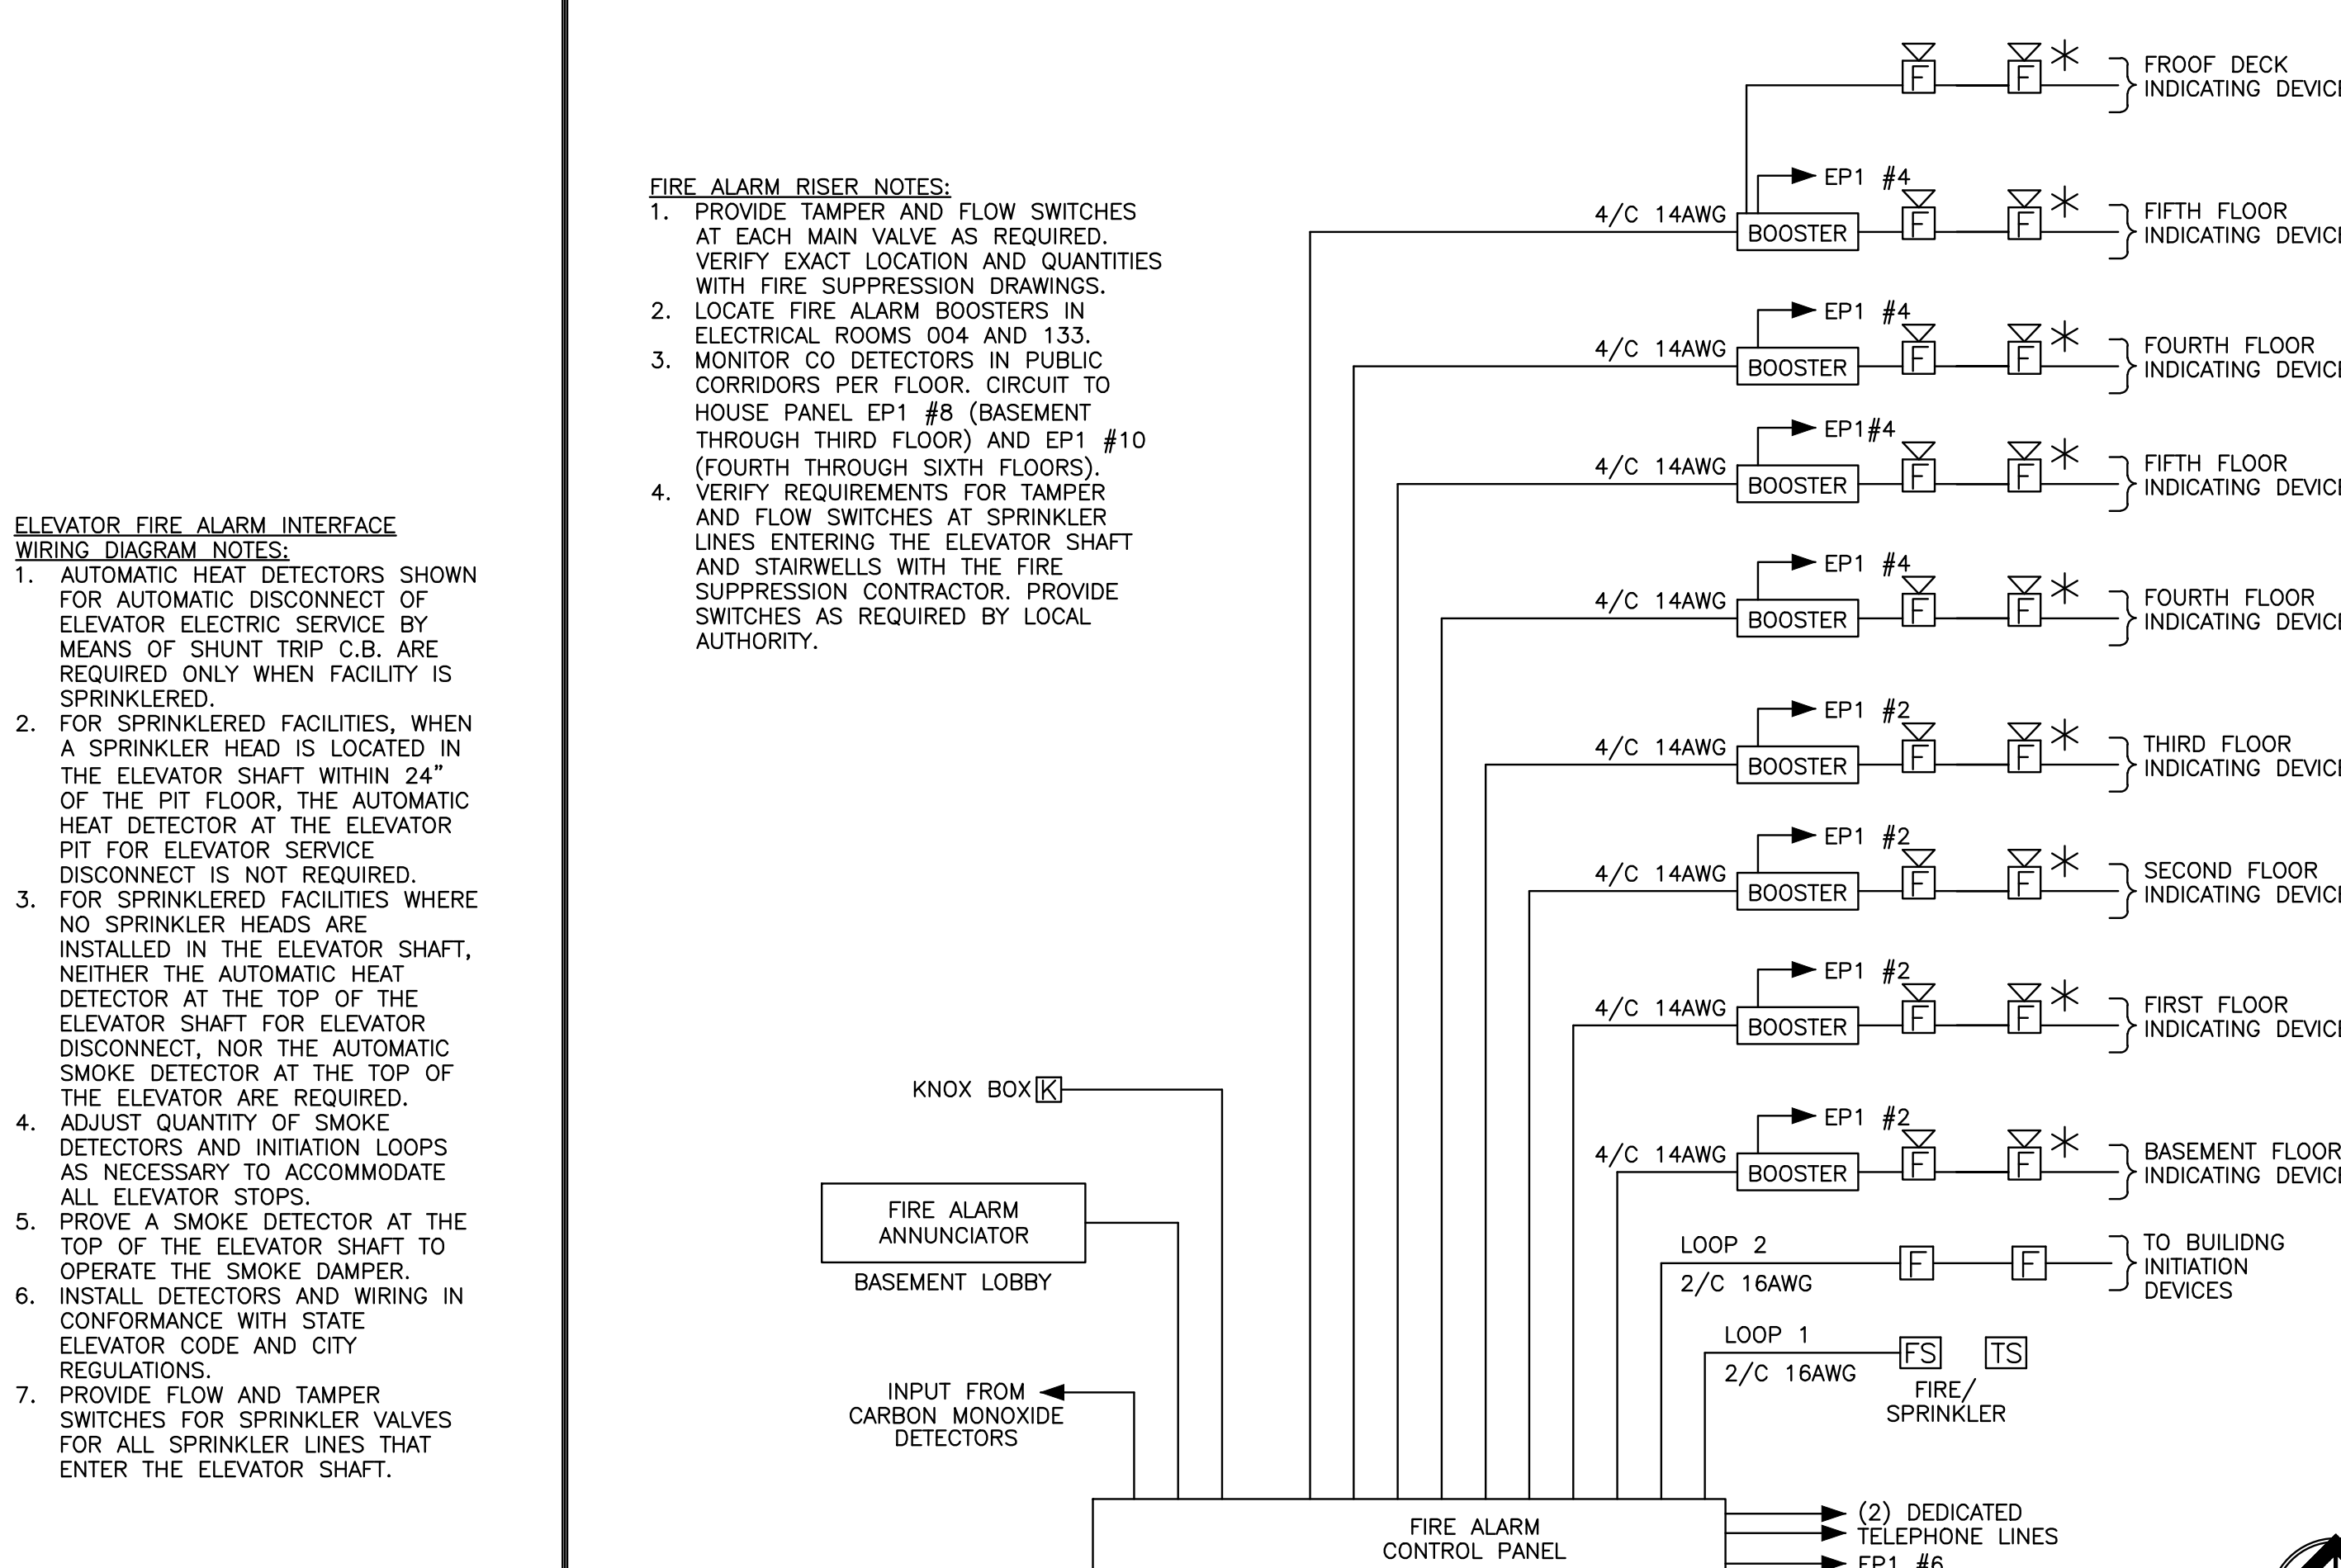 ELEVATOR FIRE ALARM INTERFACE
WIRING DIAGRAM NOTES:
1. AUTOMATIC HEAT DETECTORS SHOWN
FOR AUTOMATIC DISCONNECT OF
ELEVATOR ELECTRIC SERVICE BY
MEANS OF SHUNT TRIP C.B. ARE
REQUIRED ONLY WHEN FACILITY IS
SPRINKLERED.
2. FOR SPRINKLERED FACILITIES, WHEN
A SPRINKLER HEAD IS LOCATED IN
THE ELEVATOR SHAFT WITHIN 24”
OF THE PIT FLOOR, THE AUTOMATIC
HEAT DETECTOR AT THE ELEVATOR
PIT FOR ELEVATOR SERVICE
DISCONNECT IS NOT REQUIRED.
3. FOR SPRINKLERED FACILITIES WHERE
NO SPRINKLER HEADS ARE
INSTALLED IN THE ELEVATOR SHAFT,
NEITHER THE AUTOMATIC HEAT
DETECTOR AT THE TOP OF THE
ELEVATOR SHAFT FOR ELEVATOR
DISCONNECT, NOR THE AUTOMATIC
SMOKE DETECTOR AT THE TOP OF
THE ELEVATOR ARE REQUIRED.
4. ADJUST QUANTITY OF SMOKE
DETECTORS AND INITIATION LOOPS
AS NECESSARY TO ACCOMMODATE
ALL ELEVATOR STOPS.
5. PROVE A SMOKE DETECTOR AT THE
TOP OF THE ELEVATOR SHAFT TO
OPERATE THE SMOKE DAMPER.
6. INSTALL DETECTORS AND WIRING IN
CONFORMANCE WITH STATE
ELEVATOR CODE AND CITY
REGULATIONS.
7. PROVIDE FLOW AND TAMPER
SWITCHES FOR SPRINKLER VALVES
FOR ALL SPRINKLER LINES THAT
ENTER THE ELEVATOR SHAFT.
FIRE ALARM RISER NOTES:
1. PROVIDE TAMPER AND FLOW SWITCHES
AT EACH MAIN VALVE AS REQUIRED.
VERIFY EXACT LOCATION AND QUANTITIES
WITH FIRE SUPPRESSION DRAWINGS.
2. LOCATE FIRE ALARM BOOSTERS IN
ELECTRICAL ROOMS 004 AND 133.
3. MONITOR CO DETECTORS IN PUBLIC
CORRIDORS PER FLOOR. CIRCUIT TO
HOUSE PANEL EP1 #8 (BASEMENT
THROUGH THIRD FLOOR) AND EP1 #10
(FOURTH THROUGH SIXTH FLOORS).
4. VERIFY REQUIREMENTS FOR TAMPER
AND FLOW SWITCHES AT SPRINKLER
LINES ENTERING THE ELEVATOR SHAFT
AND STAIRWELLS WITH THE FIRE
SUPPRESSION CONTRACTOR. PROVIDE
SWITCHES AS REQUIRED BY LOCAL
AUTHORITY.
KNOX BOX K
FIRE ALARM
ANNUNCIATOR
BASEMENT LOBBY
INPUT FROM
CARBON MONOXIDE
DETECTORS
F F * FROOF DECK
INDICATING
EP1 #4
4/C 14AWG BOOSTER F F * FIFTH FLOOR
INDICATING
EP1 #4
4/C 14AWG BOOSTER F F * FOURTH FLOOR
INDICATING
EP1#4
4/C 14AWG BOOSTER F F * FIFTH FLOOR
INDICATING
EP1 #4
4/C 14AWG BOOSTER F F * FOURTH FLOOR
INDICATING
EP1 #2
4/C 14AWG BOOSTER F F * THIRD FLOOR
INDICATING
EP1 #2
4/C 14AWG BOOSTER F F * SECOND FLOOR
INDICATING
EP1 #2
4/C 14AWG BOOSTER F F * FIRST FLOOR
INDICATING
EP1 #2
4/C 14AWG BOOSTER F F * BASEMENT FLOOR
INDICATING
LOOP 2
2/C 16AWG
F F
TO BUILIDNG
INITIATION
DEVICES
LOOP 1
2/C 16AWG
FS TS
FIRE/
SPRINKLER
FIRE ALARM
CONTROL PANEL
(2) DEDICATED
TELEPHONE LINES
EP1 #6